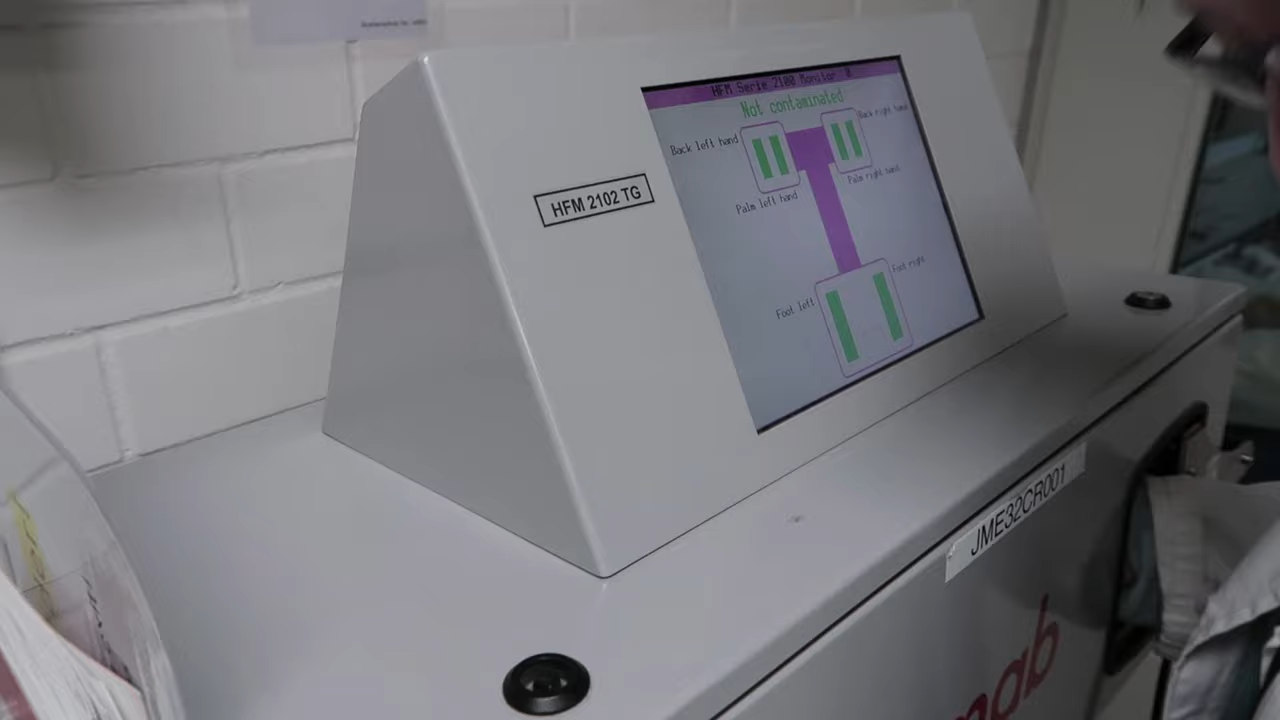 HFM Serie 2100 Monitor
Not contaminated
Back left hand
Back right hand
Palm left hand
Palm right hand
Foot left
Foot right
HFM 2102 TG
JME32CR001
mab